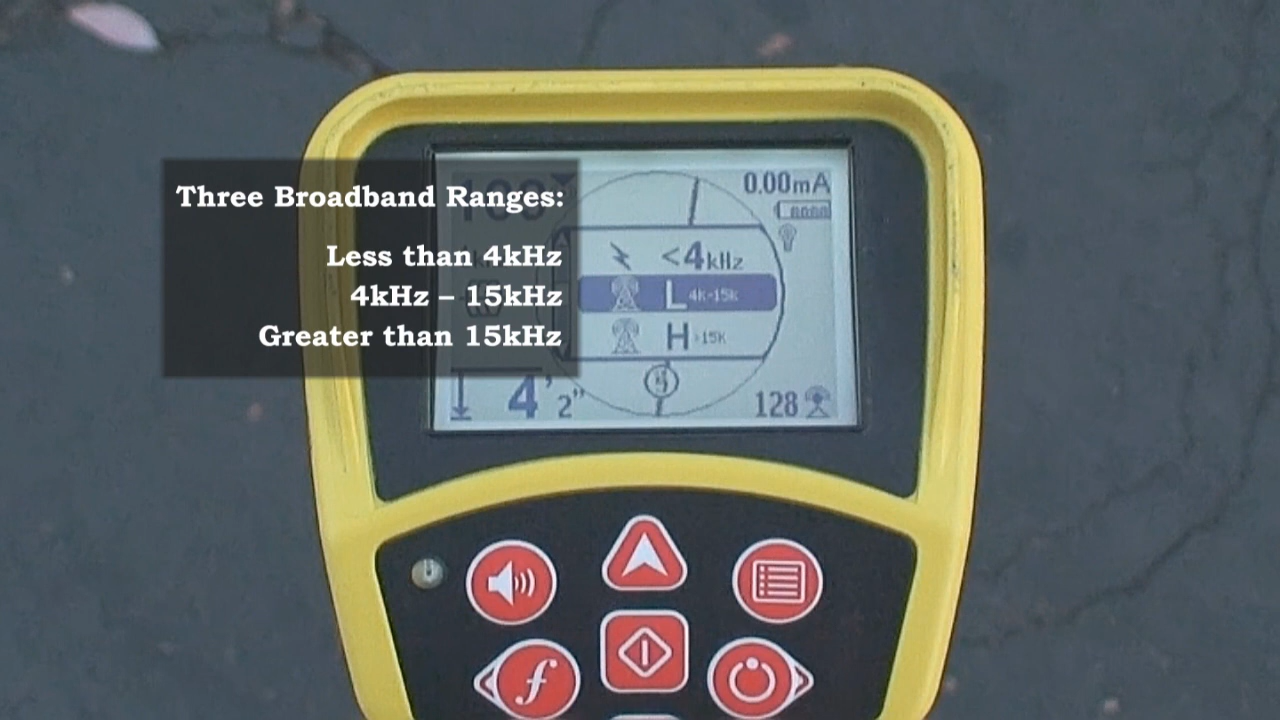 Three Broadband Ranges:
Less than 4kHz
4kHz – 15kHz
Greater than 15kHz
0.00mA
<4kHz
L 4k-15k
H >15k
4' 2"
128
f